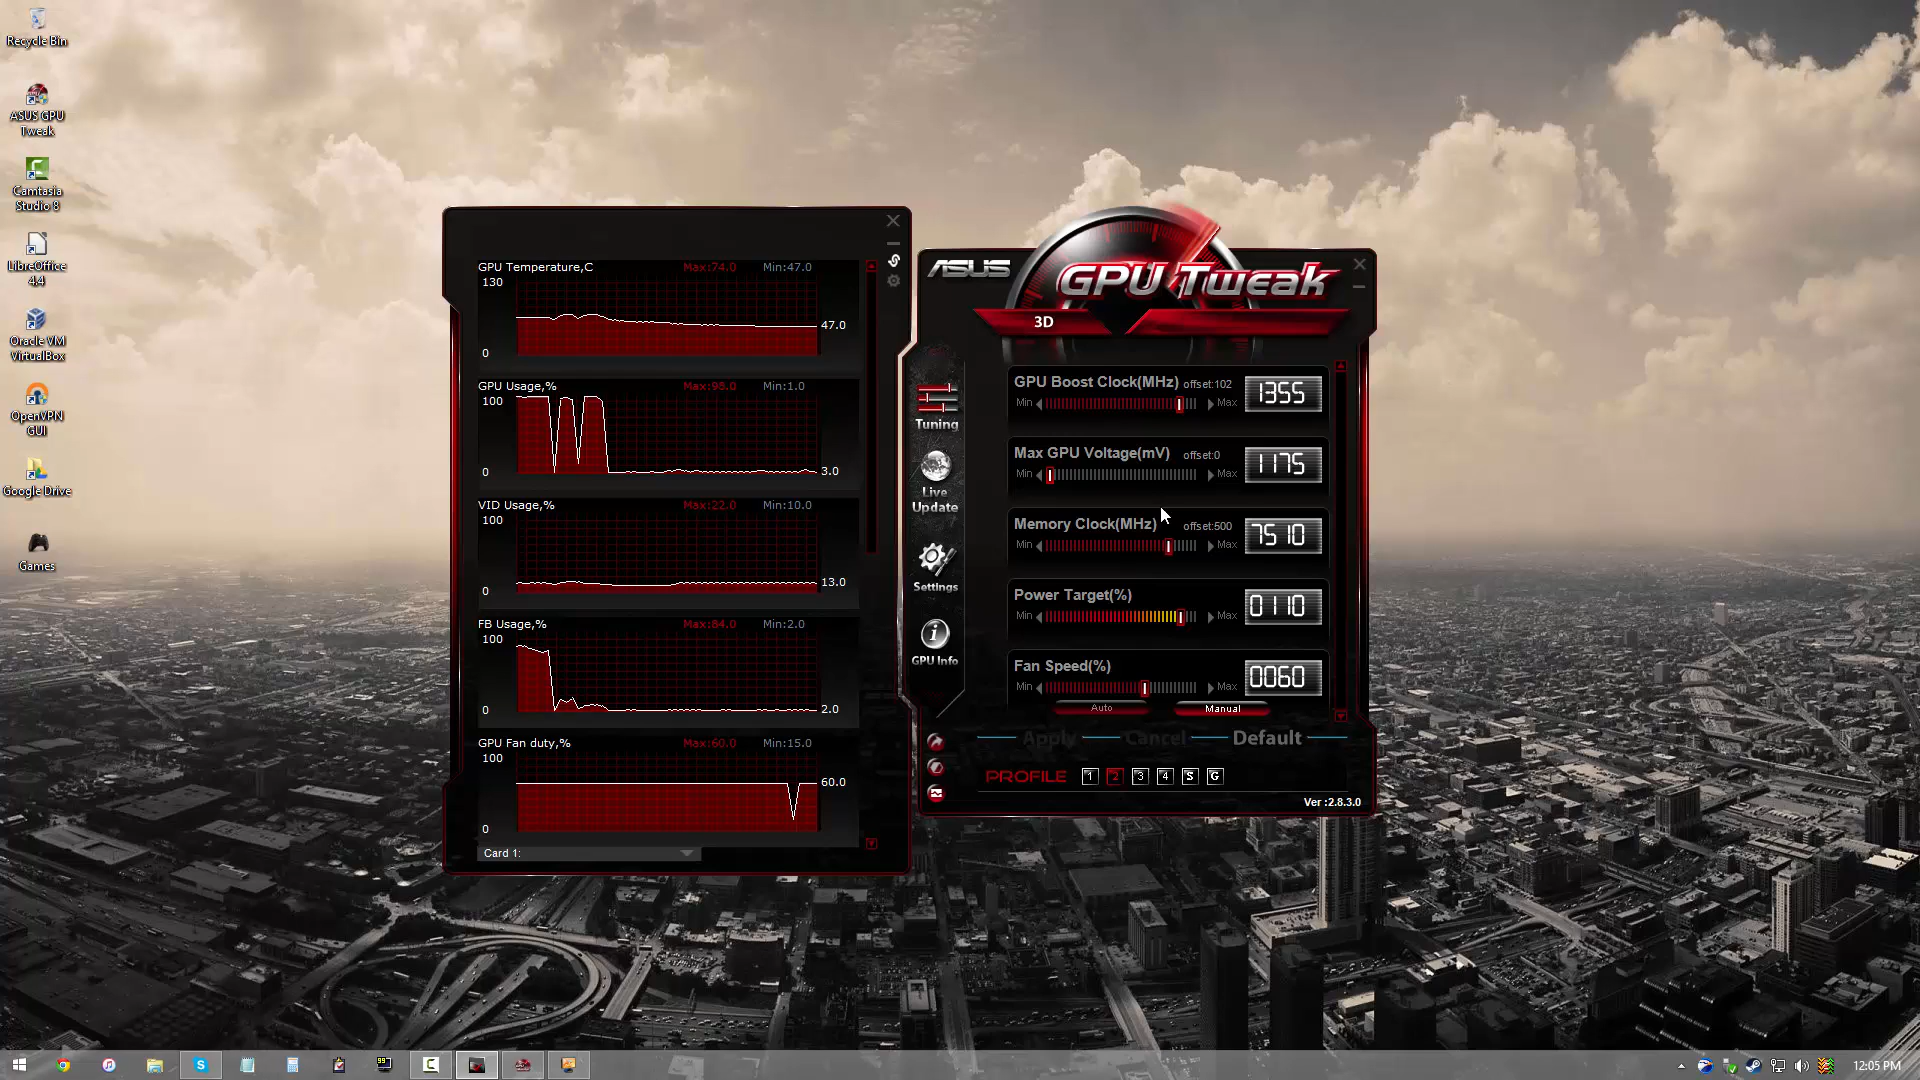 Recycle Bin
ASUS GPU
Tweak
Camtasia
Studio 8
LibreOffice
4.4
Oracle VM
VirtualBox
OpenVPN
GUI
Google Drive
Games
GPU Temperature,C
Max:74.0
Min:47.0
130
47.0
0
GPU Usage,%
Max:98.0
Min:1.0
100
3.0
0
VID Usage,%
Max:22.0
Min:10.0
100
13.0
0
FB Usage,%
Max:84.0
Min:2.0
100
2.0
0
GPU Fan duty,%
Max:60.0
Min:15.0
100
60.0
0
Card 1:
ASUS
GPU Tweak
3D
Tuning
Live
Update
Settings
GPU Info
GPU Boost Clock(MHz) offset:102
Min
Max
1355
Max GPU Voltage(mV) offset:0
Min
Max
1175
Memory Clock(MHz) offset:500
Min
Max
7510
Power Target(%)
Min
Max
0110
Fan Speed(%)
Min
Max
0060
Auto
Manual
Apply
Cancel
Default
PROFILE
1
2
3
4
S
G
Ver :2.8.3.0
12:05 PM